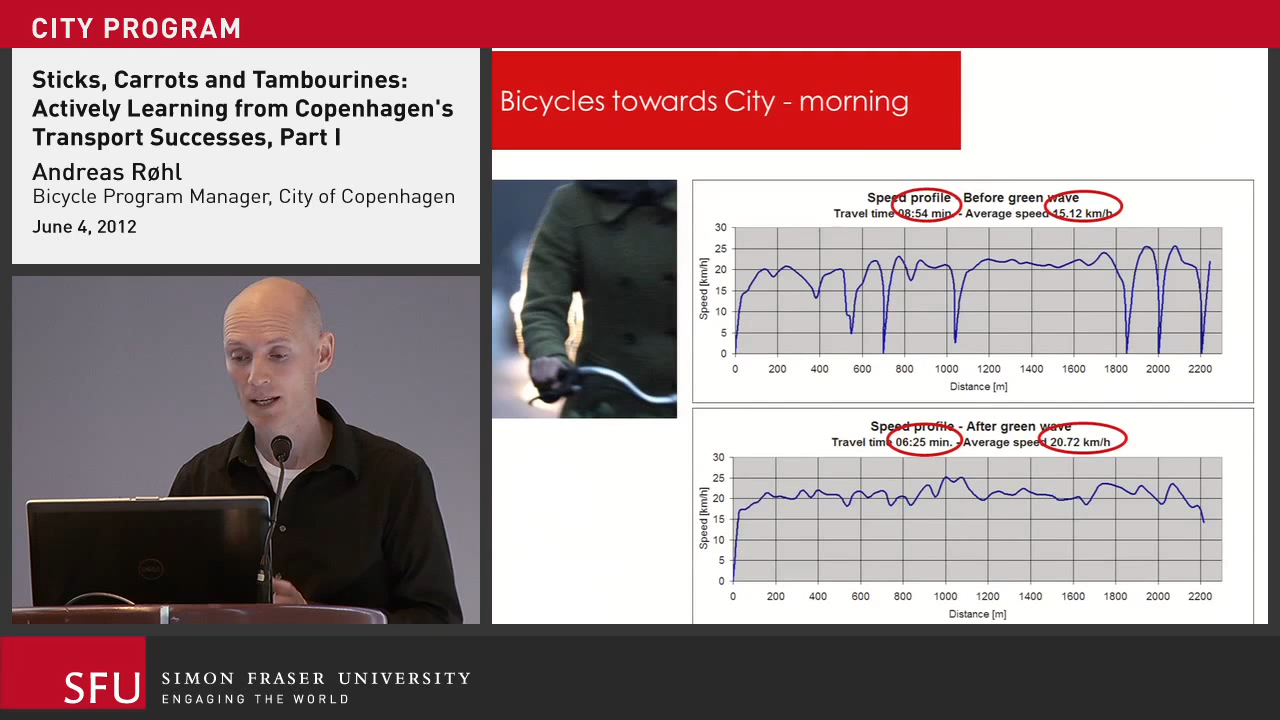 CITY PROGRAM
Sticks, Carrots and Tambourines:
Actively Learning from Copenhagen's
Transport Successes, Part I
Andreas Røhl
Bicycle Program Manager, City of Copenhagen
June 4, 2012
Bicycles towards City - morning
Speed profile - Before green wave
Travel time 08:54 min. - Average speed 15.12 km/h
30
25
20
15
10
5
0
Speed [km/h]
0 200 400 600 800 1000 1200 1400 1600 1800 2000 2200
Distance [m]
Speed profile - After green wave
Travel time 06:25 min. - Average speed 20.72 km/h
30
25
20
15
10
5
0
Speed [km/h]
0 200 400 600 800 1000 1200 1400 1600 1800 2000 2200
Distance [m]
DELL
SFU
SIMON FRASER UNIVERSITY
ENGAGING THE WORLD